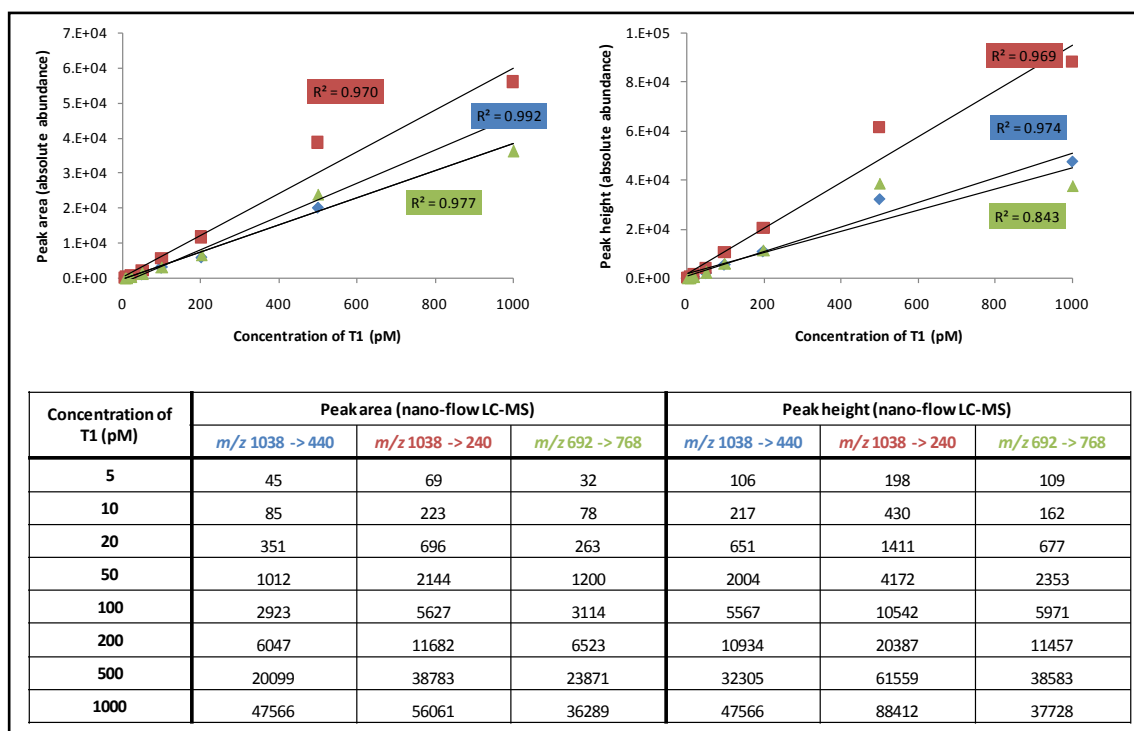 7.E+04
6.E+04
5.E+04
4.E+04
3.E+04
2.E+04
1.E+04
0.E+00
Peak area (absolute abundance)
R² = 0.970
R² = 0.992
R² = 0.977
0 200 400 600 800 1000
Concentration of T1 (pM)
1.E+05
8.E+04
6.E+04
4.E+04
2.E+04
0.E+00
Peak height (absolute abundance)
R² = 0.969
R² = 0.974
R² = 0.843
0 200 400 600 800 1000
Concentration of T1 (pM)
Concentration of T1 (pM) Peak area (nano-flow LC-MS) Peak height (nano-flow LC-MS)
m/z 1038 -> 440 m/z 1038 -> 240 m/z 692 -> 768 m/z 1038 -> 440 m/z 1038 -> 240 m/z 692 -> 768
5 45 69 32 106 198 109
10 85 223 78 217 430 162
20 351 696 263 651 1411 677
50 1012 2144 1200 2004 4172 2353
100 2923 5627 3114 5567 10542 5971
200 6047 11682 6523 10934 20387 11457
500 20099 38783 23871 32305 61559 38583
1000 47566 56061 36289 47566 88412 37728